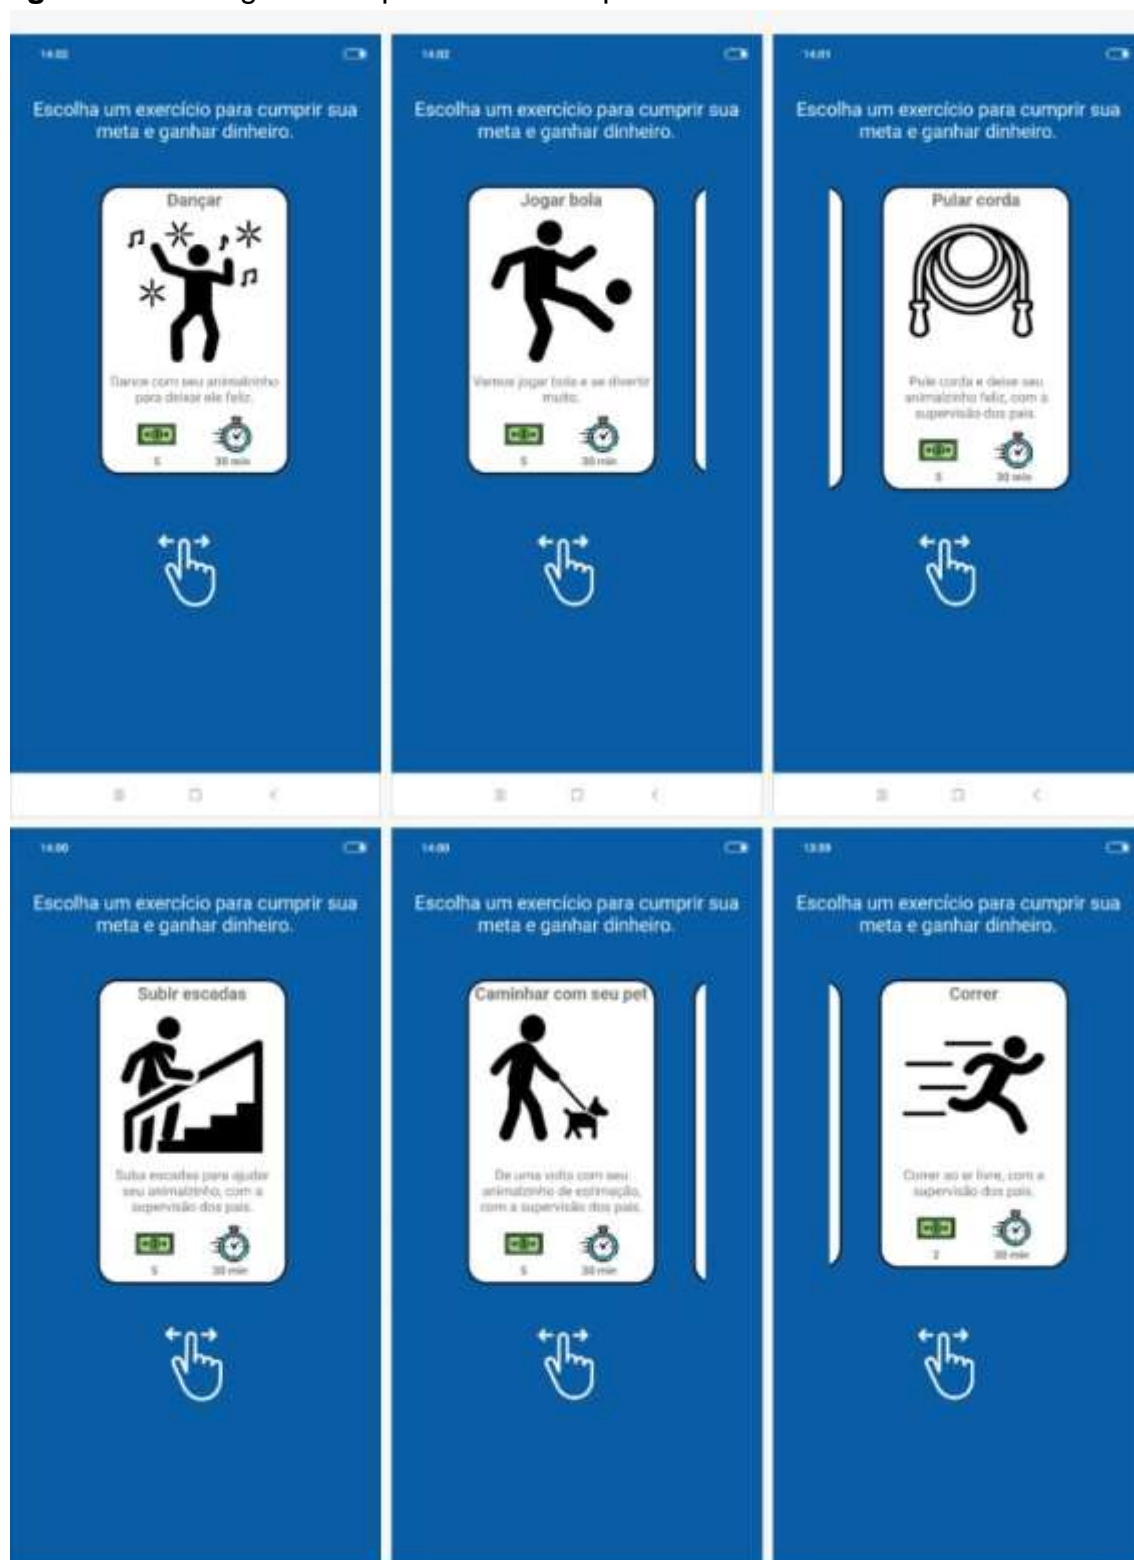 14:02
Escolha um exercício para cumprir sua
meta e ganhar dinheiro.
Dançar
Dance com seu animalzinho
para deixar ele feliz.
5
30 min
14:02
Escolha um exercício para cumprir sua
meta e ganhar dinheiro.
Jogar bola
Vamos jogar bola e se divertir
muito.
5
30 min
14:01
Escolha um exercício para cumprir sua
meta e ganhar dinheiro.
Pular corda
Pule corda e deixe seu
animalzinho feliz, com a
supervisão dos pais.
5
30 min
14:00
Escolha um exercício para cumprir sua
meta e ganhar dinheiro.
Subir escadas
Suba escadas para ajudar
seu animalzinho, com a
supervisão dos pais.
5
30 min
14:00
Escolha um exercício para cumprir sua
meta e ganhar dinheiro.
Caminhar com seu pet
De uma volta com seu
animalzinho de estimação,
com a supervisão dos pais.
5
30 min
13:59
Escolha um exercício para cumprir sua
meta e ganhar dinheiro.
Correr
Correr ao ar livre, com a
supervisão dos pais.
2
30 min